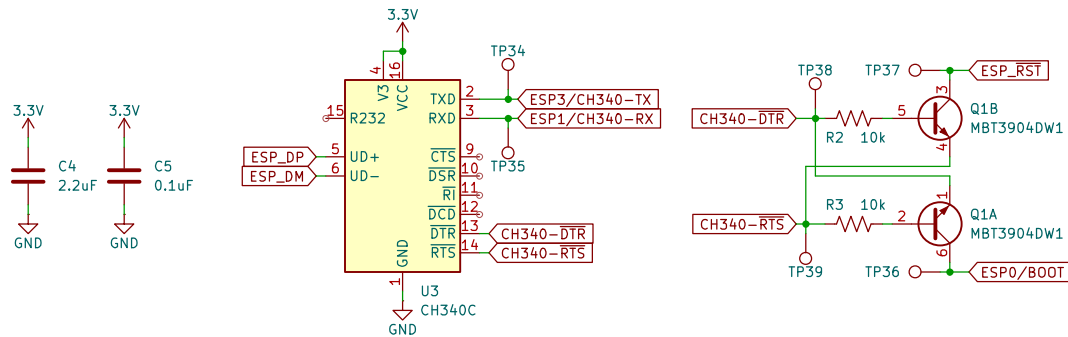 3.3V
3.3V
C4
2.2uF
GND
3.3V
C5
0.1uF
GND
4
V3
16
VCC
15
R232
ESP_DP
5
UD+
ESP_DM
6
UD-
TXD
2
RXD
3
CTS
9
DSR
10
RI
11
DCD
12
DTR
13
RTS
14
GND
1
U3
CH340C
GND
TP34
ESP3/CH340-TX
ESP1/CH340-RX
TP35
CH340-DTR
CH340-RTS
TP38
TP37
ESP_RST
CH340-DTR
R2 10k
5
3
4
Q1B
MBT3904DW1
CH340-RTS
R3 10k
2
1
6
Q1A
MBT3904DW1
TP39
TP36
ESP0/BOOT